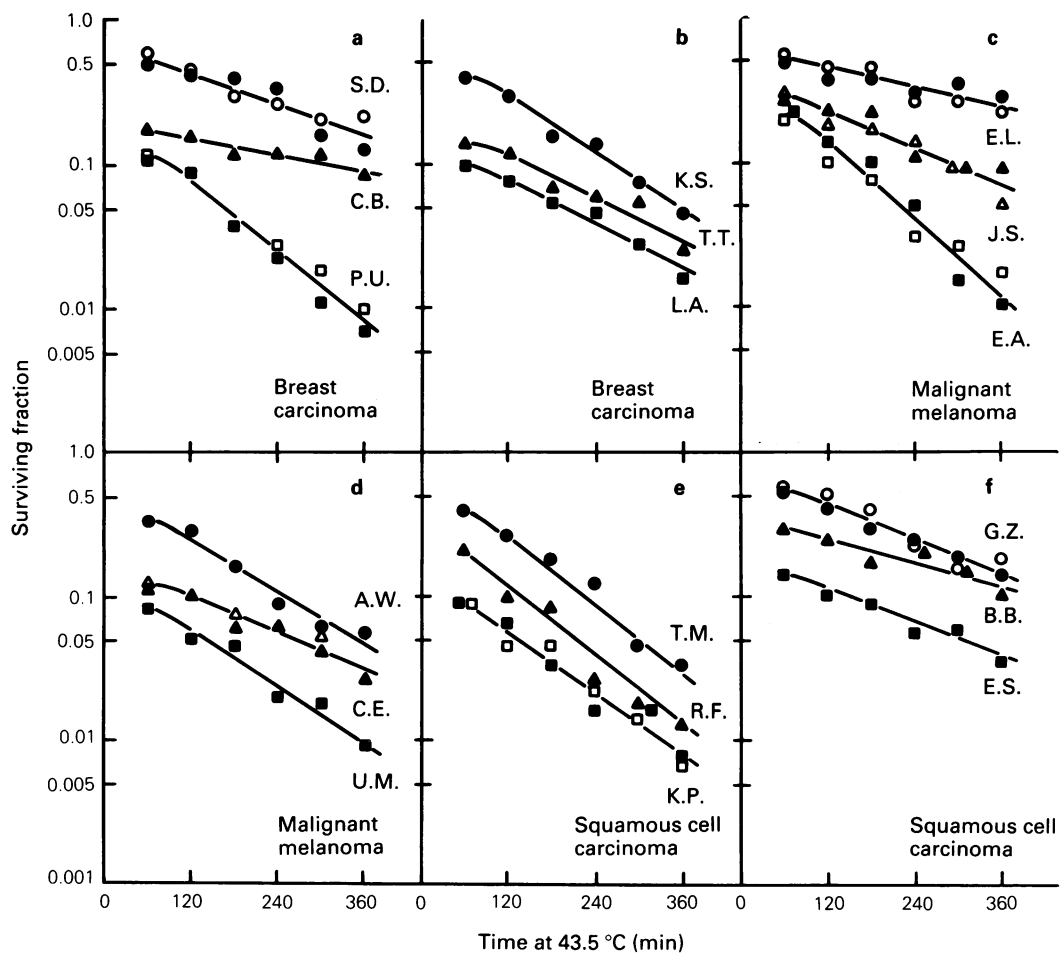 Surviving fraction
1.0
0.5
0.1
0.05
0.01
0.005
a
S.D.
C.B.
P.U.
Breast
carcinoma
b
K.S.
T.T.
L.A.
Breast
carcinoma
c
E.L.
J.S.
E.A.
Malignant
melanoma
1.0
0.5
0.1
0.05
0.01
0.005
0.001
d
A.W.
C.E.
U.M.
Malignant
melanoma
e
T.M.
R.F.
K.P.
Squamous cell
carcinoma
f
G.Z.
B.B.
E.S.
Squamous cell
carcinoma
0 120 240 360 0 120 240 360 0 120 240 360
Time at 43.5 °C (min)